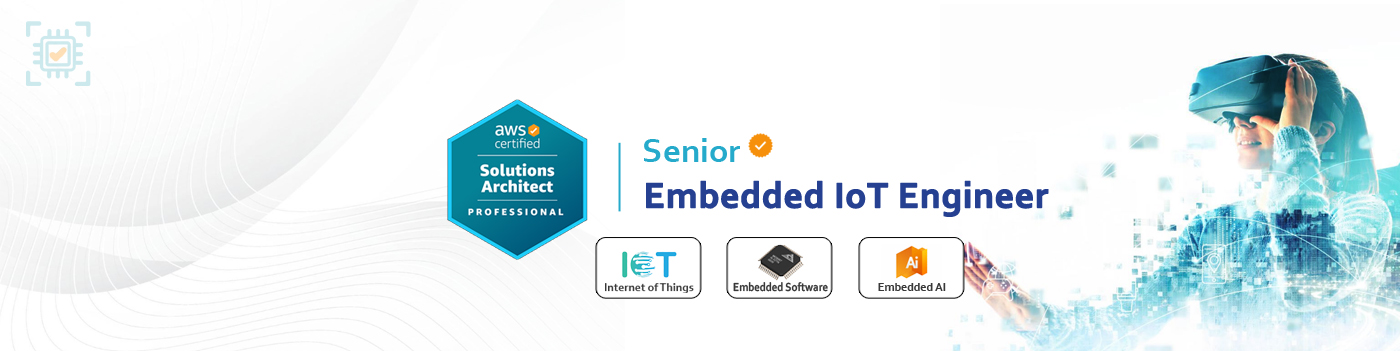 aws
certified
Solutions
Architect
PROFESSIONAL
Senior
Embedded IoT Engineer
IOT
Internet of Things
Embedded Software
Ai
Embedded AI